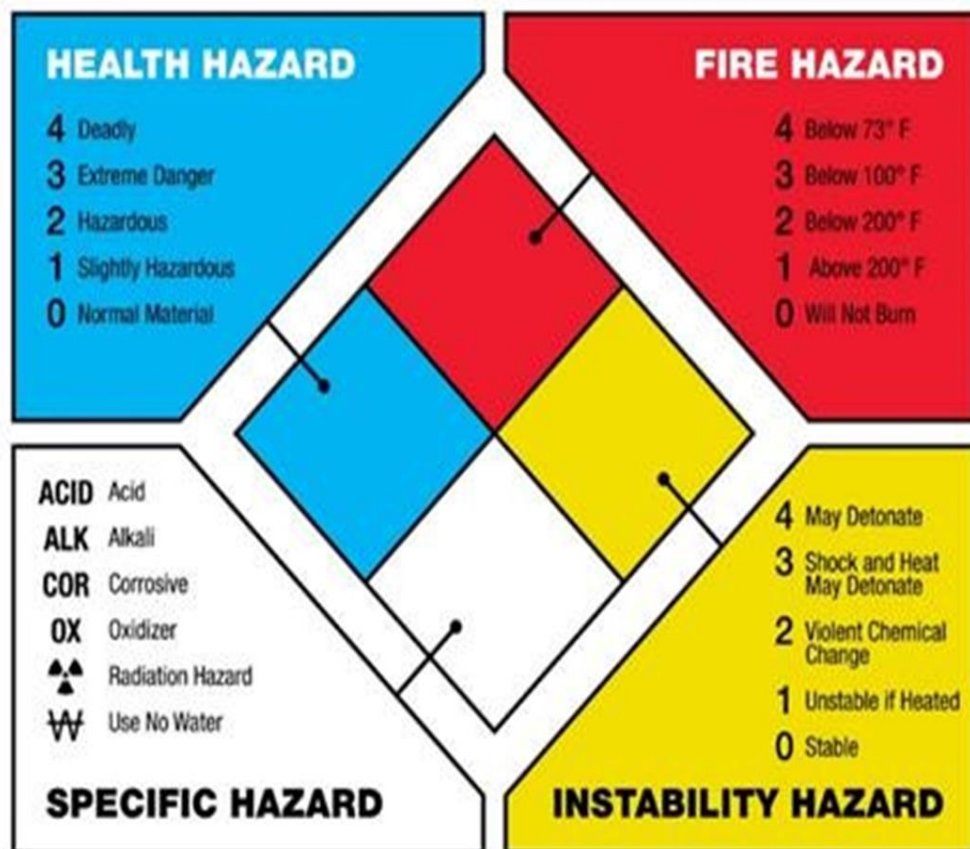 HEALTH HAZARD
4 Deadly
3 Extreme Danger
2 Hazardous
1 Slightly Hazardous
0 Normal Material
FIRE HAZARD
4 Below 73° F
3 Below 100° F
2 Below 200° F
1 Above 200° F
0 Will Not Burn
ACID Acid
ALK Alkali
COR Corrosive
OX Oxidizer
Radiation Hazard
W Use No Water
SPECIFIC HAZARD
4 May Detonate
3 Shock and Heat
May Detonate
2 Violent Chemical
Change
1 Unstable if Heated
0 Stable
INSTABILITY HAZARD